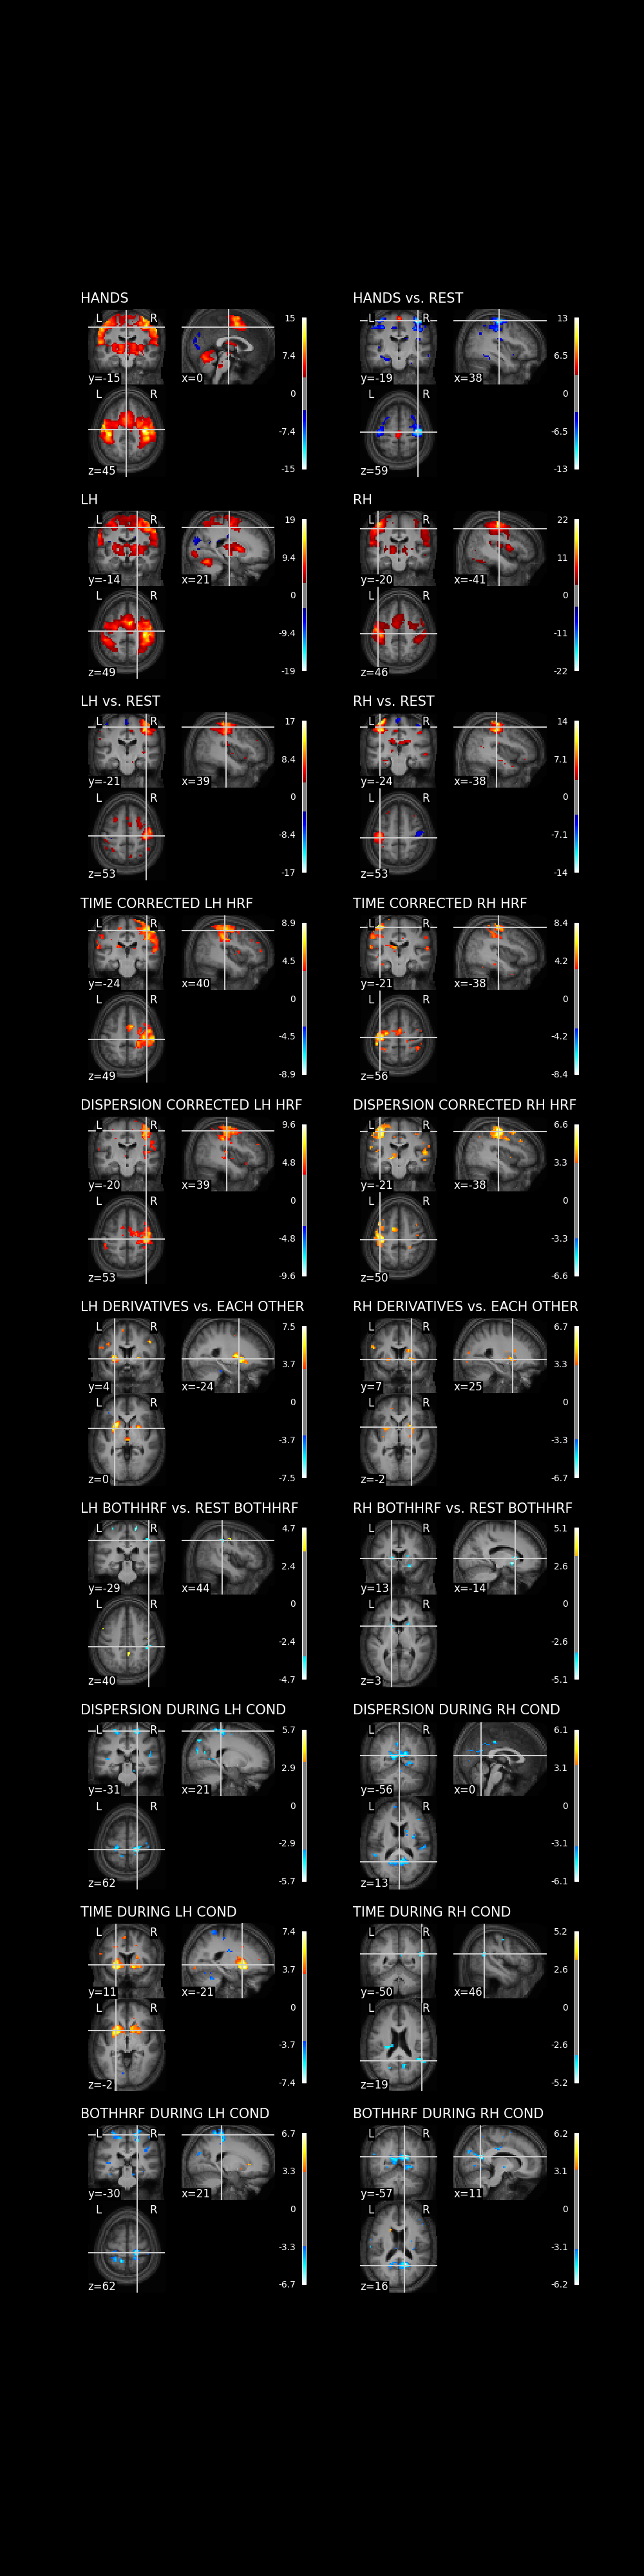 HANDS
L R
y=-15 x=0
L R
z=45
15
7.4
0
-7.4
-15
HANDS vs. REST
L R
y=-19 x=38
L R
z=59
13
6.5
0
-6.5
-13
LH
L R
y=-14 x=21
L R
z=49
19
9.4
0
-9.4
-19
RH
L R
y=-20 x=-41
L R
z=46
22
11
0
-11
-22
LH vs. REST
L R
y=-21 x=39
L R
z=53
17
8.4
0
-8.4
-17
RH vs. REST
L R
y=-24 x=-38
L R
z=53
14
7.1
0
-7.1
-14
TIME CORRECTED LH HRF
L R
y=-24 x=40
L R
z=49
8.9
4.5
0
-4.5
-8.9
TIME CORRECTED RH HRF
L R
y=-21 x=-38
L R
z=56
8.4
4.2
0
-4.2
-8.4
DISPERSION CORRECTED LH HRF
L R
y=-20 x=39
L R
z=53
9.6
4.8
0
-4.8
-9.6
DISPERSION CORRECTED RH HRF
L R
y=-21 x=-38
L R
z=50
6.6
3.3
0
-3.3
-6.6
LH DERIVATIVES vs. EACH OTHER
L R
y=4 x=-24
L R
z=0
7.5
3.7
0
-3.7
-7.5
RH DERIVATIVES vs. EACH OTHER
L R
y=7 x=25
L R
z=-2
6.7
3.3
0
-3.3
-6.7
LH BOTHHRF vs. REST BOTHHRF
L R
y=-29 x=44
L R
z=40
4.7
2.4
0
-2.4
-4.7
RH BOTHHRF vs. REST BOTHHRF
L R
y=13 x=-14
L R
z=3
5.1
2.6
0
-2.6
-5.1
DISPERSION DURING LH COND
L R
y=-31 x=21
L R
z=62
5.7
2.9
0
-2.9
-5.7
DISPERSION DURING RH COND
L R
y=-56 x=0
L R
z=13
6.1
3.1
0
-3.1
-6.1
TIME DURING LH COND
L R
y=11 x=-21
L R
z=-2
7.4
3.7
0
-3.7
-7.4
TIME DURING RH COND
L R
y=-50 x=46
L R
z=19
5.2
2.6
0
-2.6
-5.2
BOTHHRF DURING LH COND
L R
y=-30 x=21
L R
z=62
6.7
3.3
0
-3.3
-6.7
BOTHHRF DURING RH COND
L R
y=-57 x=11
L R
z=16
6.2
3.1
0
-3.1
-6.2